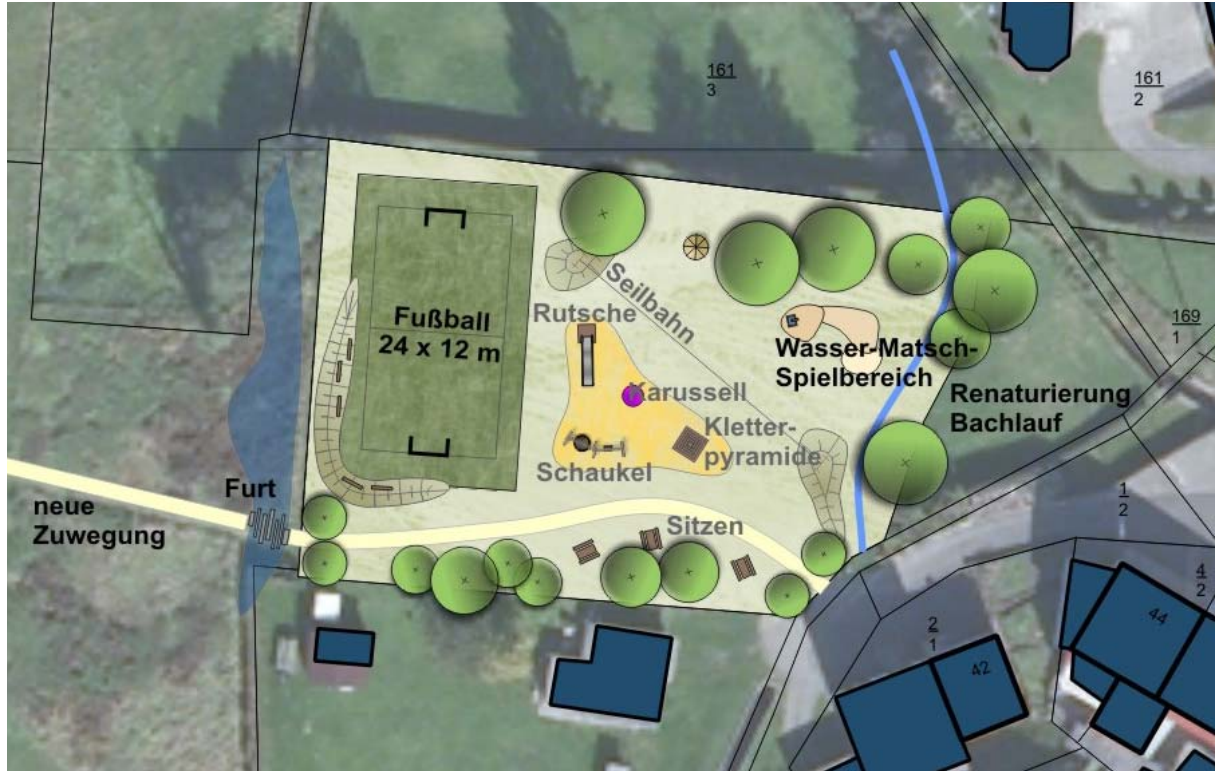 161
3
161
2
Seilbahn
Rutsche
Fußball
24 x 12 m
169
1
Wasser-Matsch-
Spielbereich
Karussell
Renaturierung
Bachlauf
Kletter-
pyramide
Schaukel
Furt
neue
Zuwegung
1
2
Sitzen
4
2
44
2
1
42